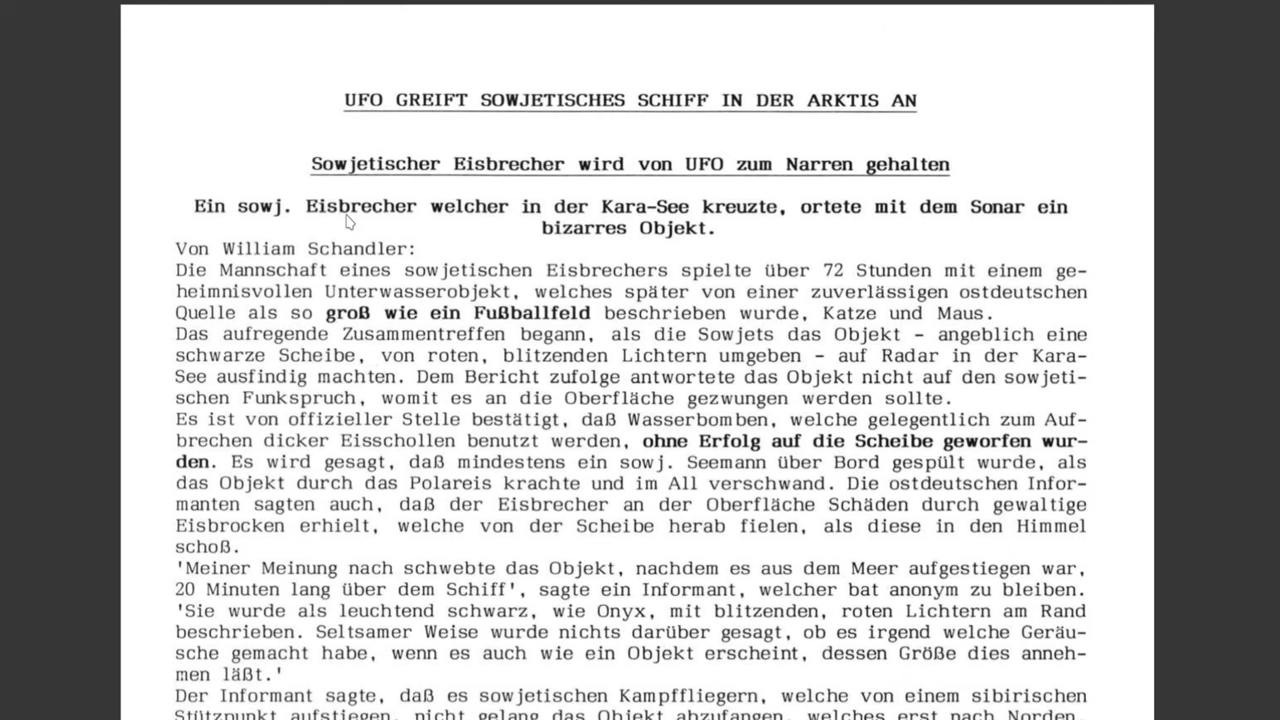 UFO GREIFT SOWJETISCHES SCHIFF IN DER ARKTIS AN
Sowjetischer Eisbrecher wird von UFO zum Narren gehalten
Ein sowj. Eisbrecher welcher in der Kara-See kreuzte, ortete mit dem Sonar ein
bizarres Objekt.
Von William Schandler:
Die Mannschaft eines sowjetischen Eisbrechers spielte über 72 Stunden mit einem ge-
heimnisvollen Unterwasserobjekt, welches später von einer zuverlässigen ostdeutschen
Quelle als so groß wie ein Fußballfeld beschrieben wurde, Katze und Maus.
Das aufregende Zusammentreffen begann, als die Sowjets das Objekt - angeblich eine
schwarze Scheibe, von roten, blitzenden Lichtern umgeben - auf Radar in der Kara-
See ausfindig machten. Dem Bericht zufolge antwortete das Objekt nicht auf den sowjeti-
schen Funkspruch, womit es an die Oberfläche gezwungen werden sollte.
Es ist von offizieller Stelle bestätigt, daß Wasserbomben, welche gelegentlich zum Auf-
brechen dicker Eisschollen benutzt werden, ohne Erfolg auf die Scheibe geworfen wur-
den. Es wird gesagt, daß mindestens ein sowj. Seemann über Bord gespült wurde, als
das Objekt durch das Polareis krachte und im All verschwand. Die ostdeutschen Infor-
manten sagten auch, daß der Eisbrecher an der Oberfläche Schäden durch gewaltige
Eisbrocken erhielt, welche von der Scheibe herab fielen, als diese in den Himmel
schoß.
'Meiner Meinung nach schwebte das Objekt, nachdem es aus dem Meer aufgestiegen war,
20 Minuten lang über dem Schiff', sagte ein Informant, welcher bat anonym zu bleiben.
'Sie wurde als leuchtend schwarz, wie Onyx, mit blitzenden, roten Lichtern am Rand
beschrieben. Seltsamer Weise wurde nichts darüber gesagt, ob es irgend welche Geräu-
sche gemacht habe, wenn es auch wie ein Objekt erscheint, dessen Größe dies anneh-
men läßt.'
Der Informant sagte, daß es sowjetischen Kampffliegern, welche von einem sibirischen
Stützpunkt aufstiegen, nicht gelang das Objekt abzufangen, welches erst nach Norden,